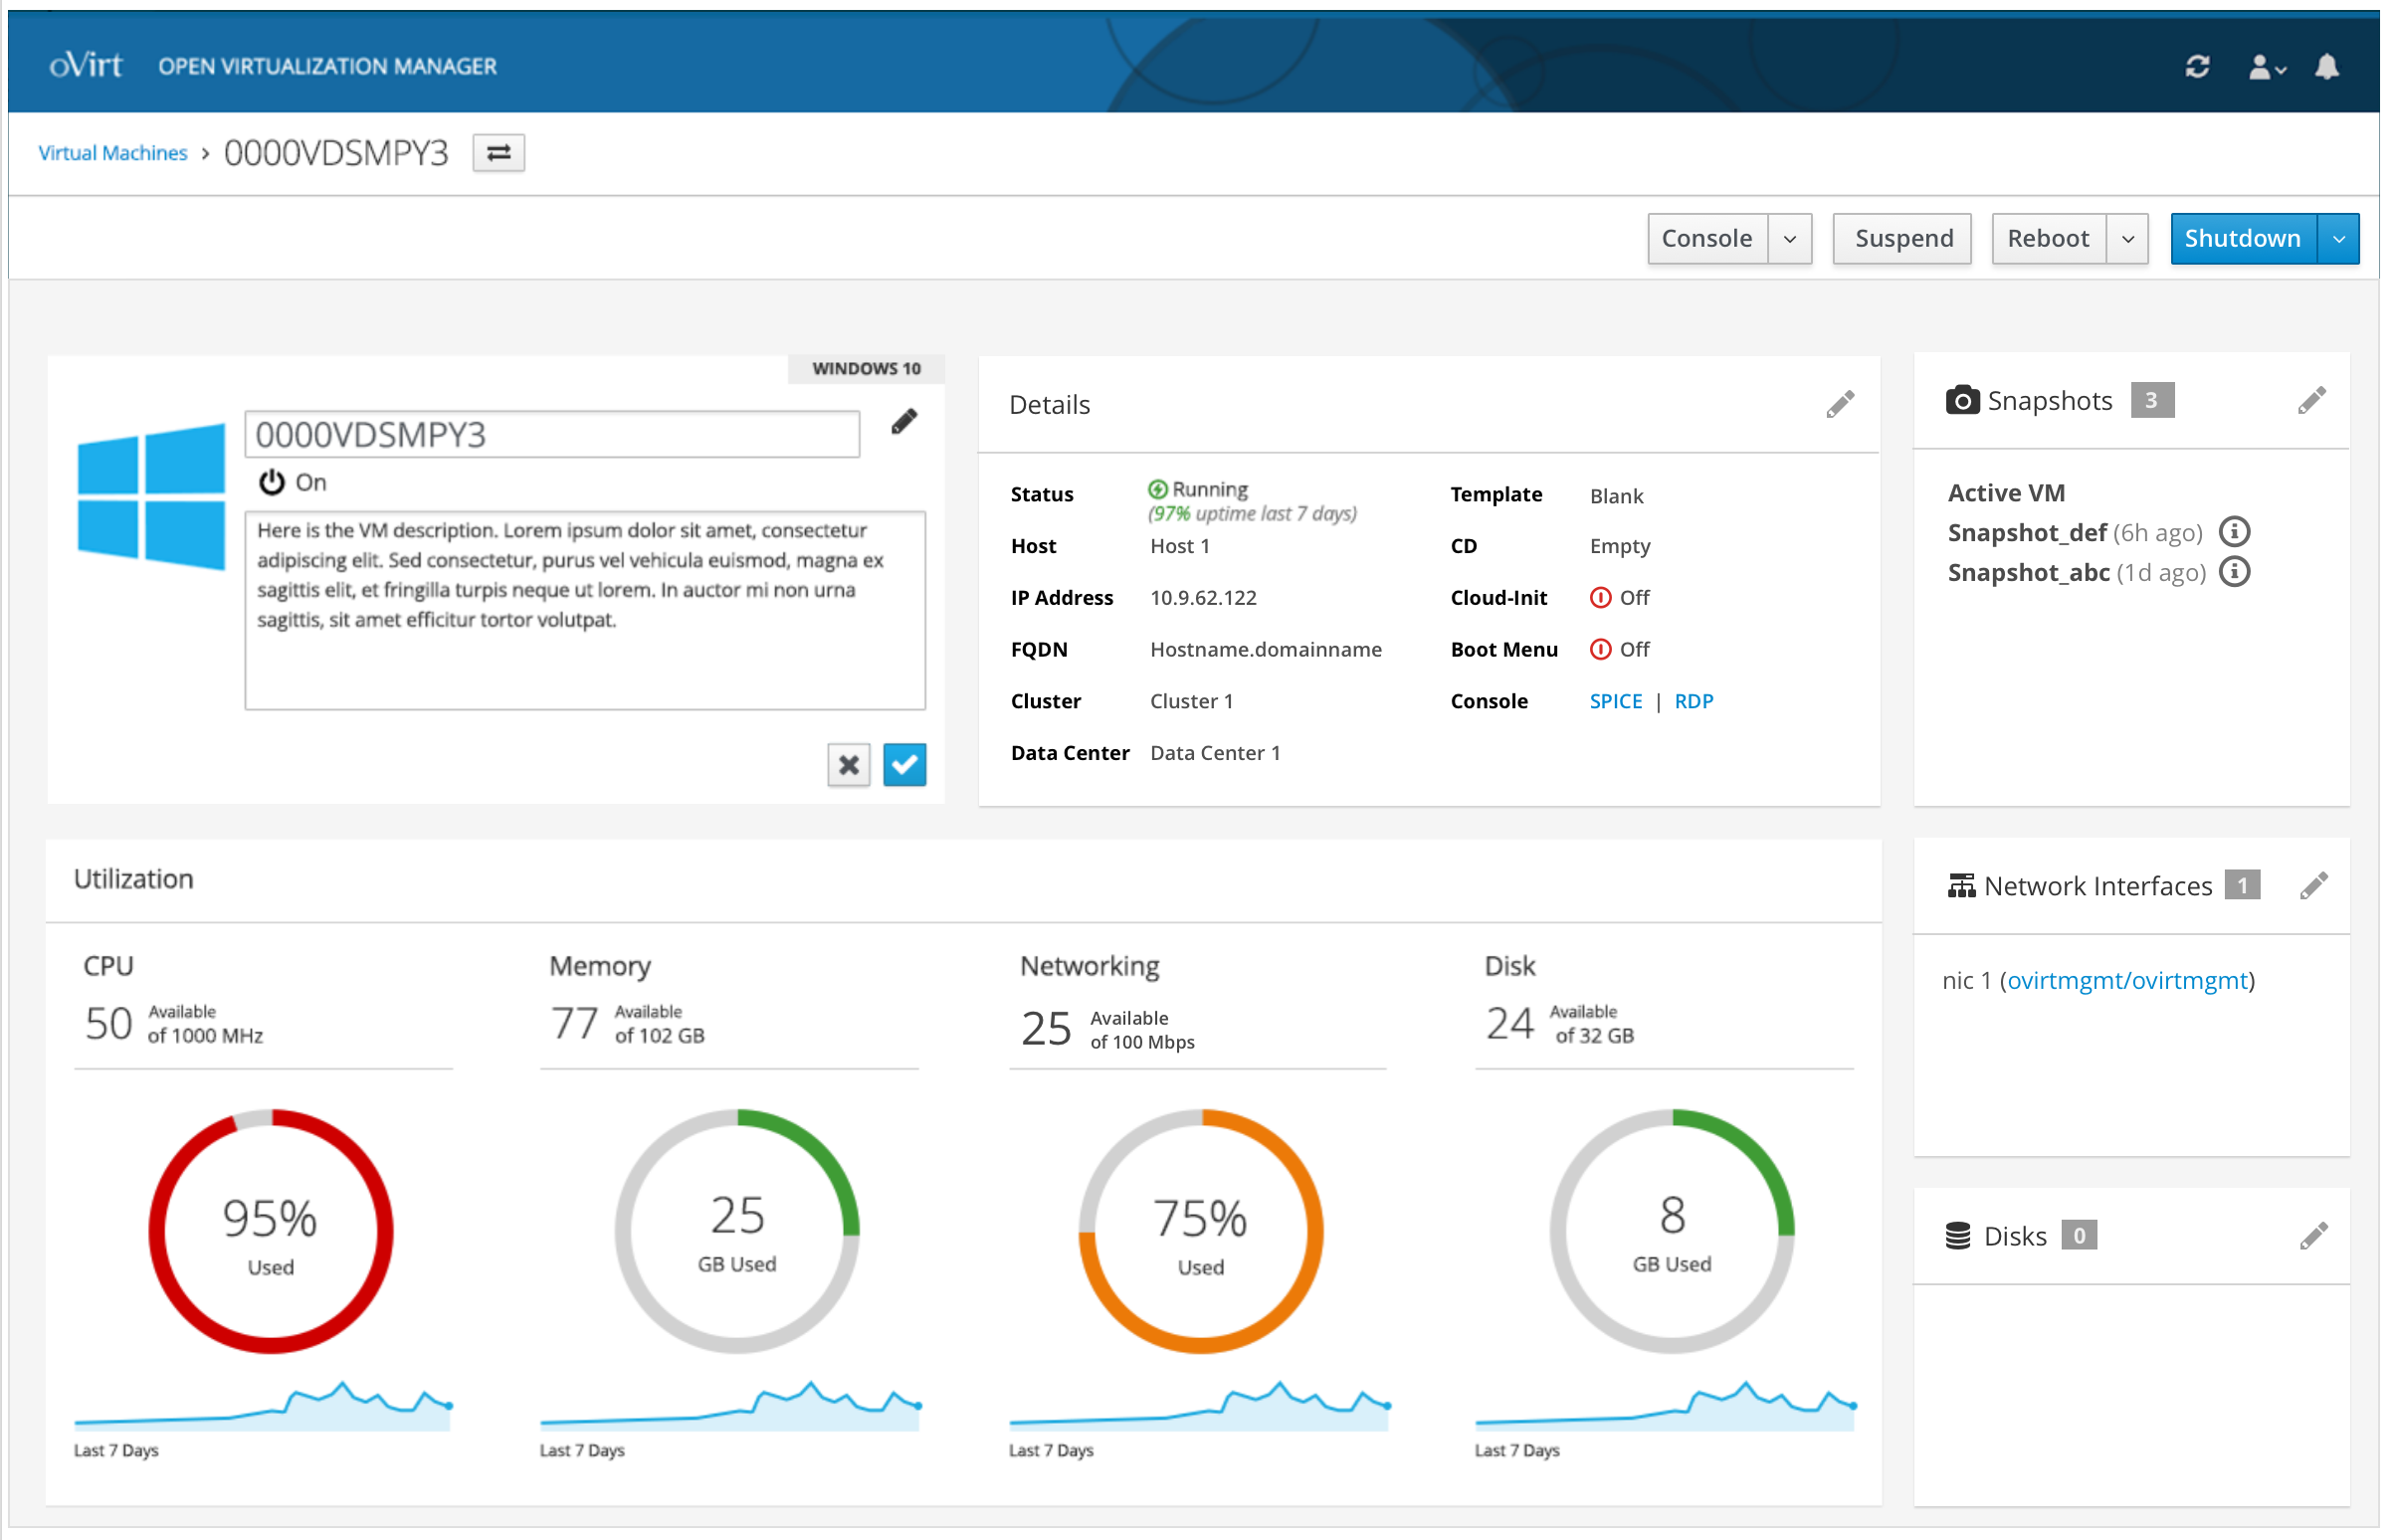 oVirt OPEN VIRTUALIZATION MANAGER
Virtual Machines > 0000VDSMPY3
Console
Suspend
Reboot
Shutdown
WINDOWS 10
0000VDSMPY3
On
Here is the VM description. Lorem ipsum dolor sit amet, consectetur
adipiscing elit. Sed consectetur, purus vel vehicula euismod, magna ex
sagittis elit, et fringilla turpis neque ut lorem. In auctor mi non urna
sagittis, sit amet efficitur tortor volutpat.
Details
Status Running
(97% uptime last 7 days)
Host Host 1
IP Address 10.9.62.122
FQDN Hostname.domainname
Cluster Cluster 1
Data Center Data Center 1
Template Blank
CD Empty
Cloud-Init Off
Boot Menu Off
Console SPICE | RDP
Snapshots 3
Active VM
Snapshot_def (6h ago)
Snapshot_abc (1d ago)
Utilization
CPU
50 Available
of 1000 MHz
95%
Used
Last 7 Days
Memory
77 Available
of 102 GB
25
GB Used
Last 7 Days
Networking
25 Available
of 100 Mbps
75%
Used
Last 7 Days
Disk
24 Available
of 32 GB
8
GB Used
Last 7 Days
Network Interfaces 1
nic 1 (ovirtmgmt/ovirtmgmt)
Disks 0